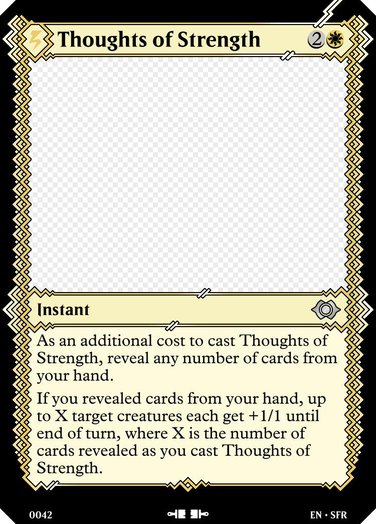 Thoughts of Strength 2
Instant
As an additional cost to cast Thoughts of
Strength, reveal any number of cards from
your hand.
If you revealed cards from your hand, up
to X target creatures each get +1/1 until
end of turn, where X is the number of
cards revealed as you cast Thoughts of
Strength.
0042 EN • SFR